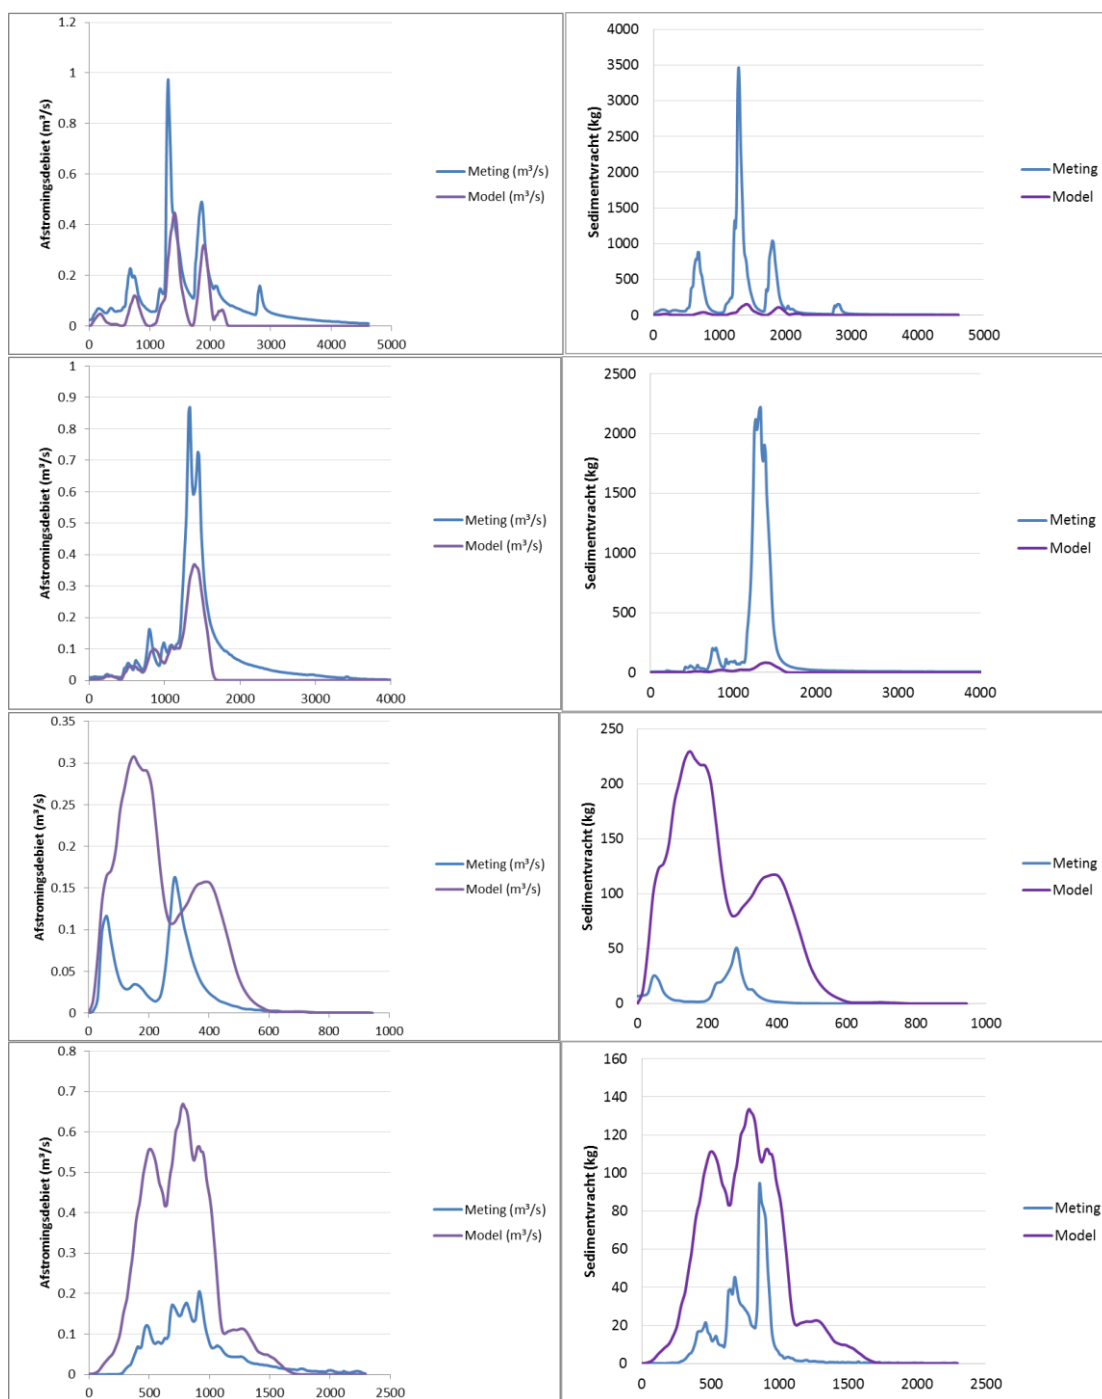 Afstromingsdebiet (m³/s)
1.2
1
0.8
0.6
0.4
0.2
0
0 1000 2000 3000 4000 5000
Meting (m³/s)
Model (m³/s)
Sedimentvracht (kg)
4000
3500
3000
2500
2000
1500
1000
500
0
0 1000 2000 3000 4000 5000
Meting
Model
Afstromingsdebiet (m³/s)
1
0.9
0.8
0.7
0.6
0.5
0.4
0.3
0.2
0.1
0
0 1000 2000 3000 4000
Meting (m³/s)
Model (m³/s)
Sedimentvracht (kg)
2500
2000
1500
1000
500
0
0 1000 2000 3000 4000
Meting
Model
Afstromingsdebiet (m³/s)
0.35
0.3
0.25
0.2
0.15
0.1
0.05
0
0 200 400 600 800 1000
Meting (m³/s)
Model (m³/s)
Sedimentvracht (kg)
250
200
150
100
50
0
0 200 400 600 800 1000
Meting
Model
Afstromingsdebiet (m³/s)
0.8
0.7
0.6
0.5
0.4
0.3
0.2
0.1
0
0 500 1000 1500 2000 2500
Meting (m³/s)
Model (m³/s)
Sedimentvracht (kg)
160
140
120
100
80
60
40
20
0
0 500 1000 1500 2000 2500
Meting
Model